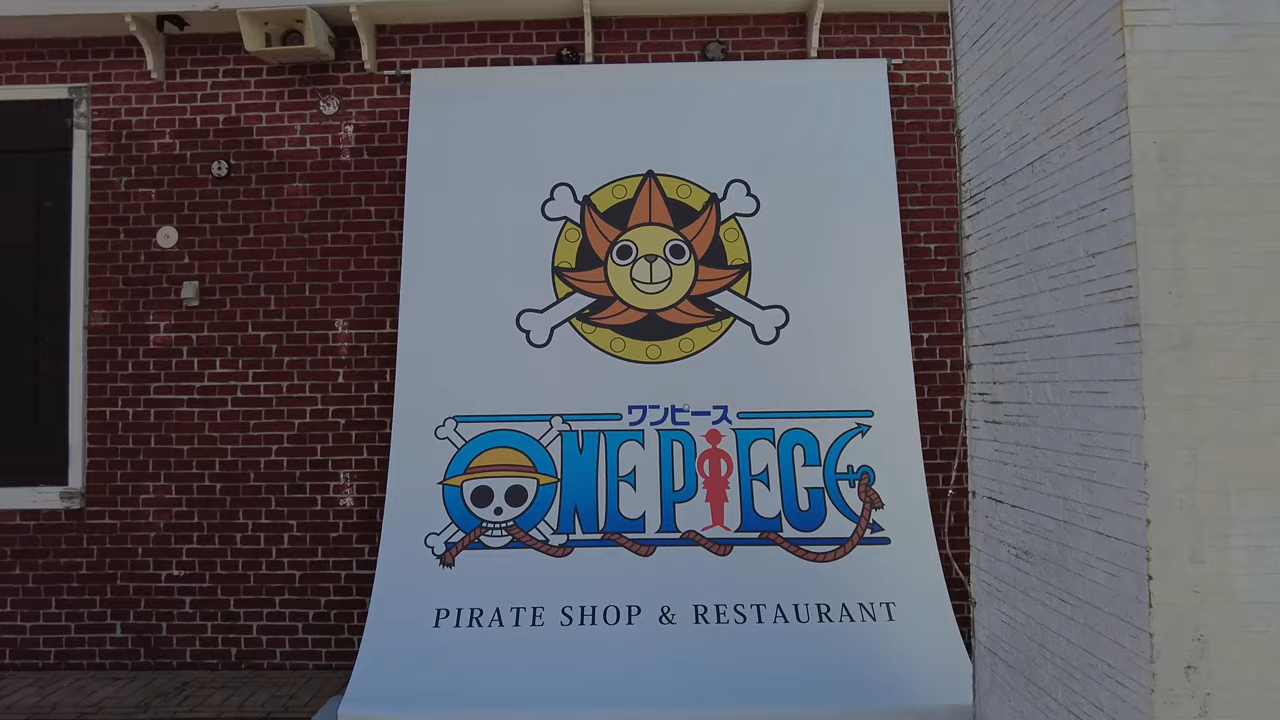 ワンピース
ONE PIECE
PIRATE SHOP & RESTAURANT